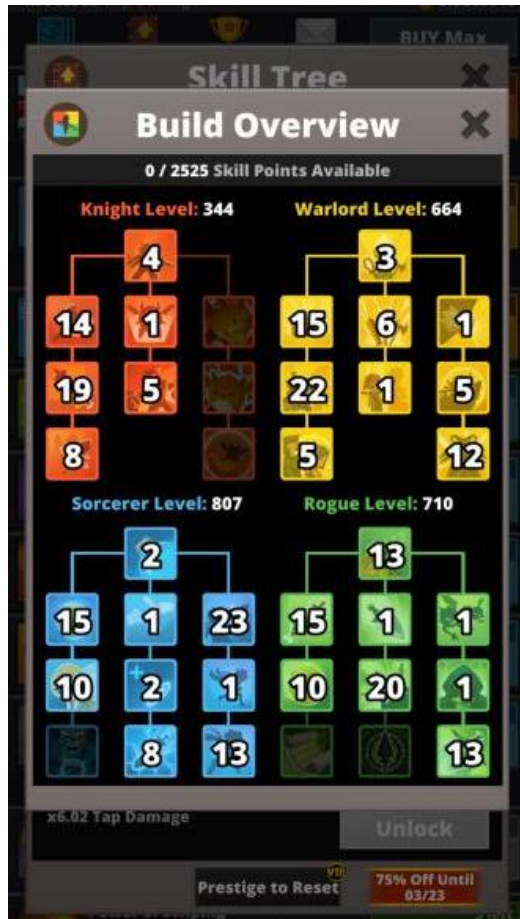 BUY Max
Skill Tree
Build Overview
0 / 2525 Skill Points Available
Knight Level: 344 Warlord Level: 664
4 3
14 1 15 6 1
19 5 22 1 5
8 5 12
Sorcerer Level: 807 Rogue Level: 710
2 13
15 1 23 15 1 1
10 2 1 10 20 1
8 13 13
x6.02 Tap Damage
Unlock
VIP
Prestige to Reset 75% Off Until
03/23